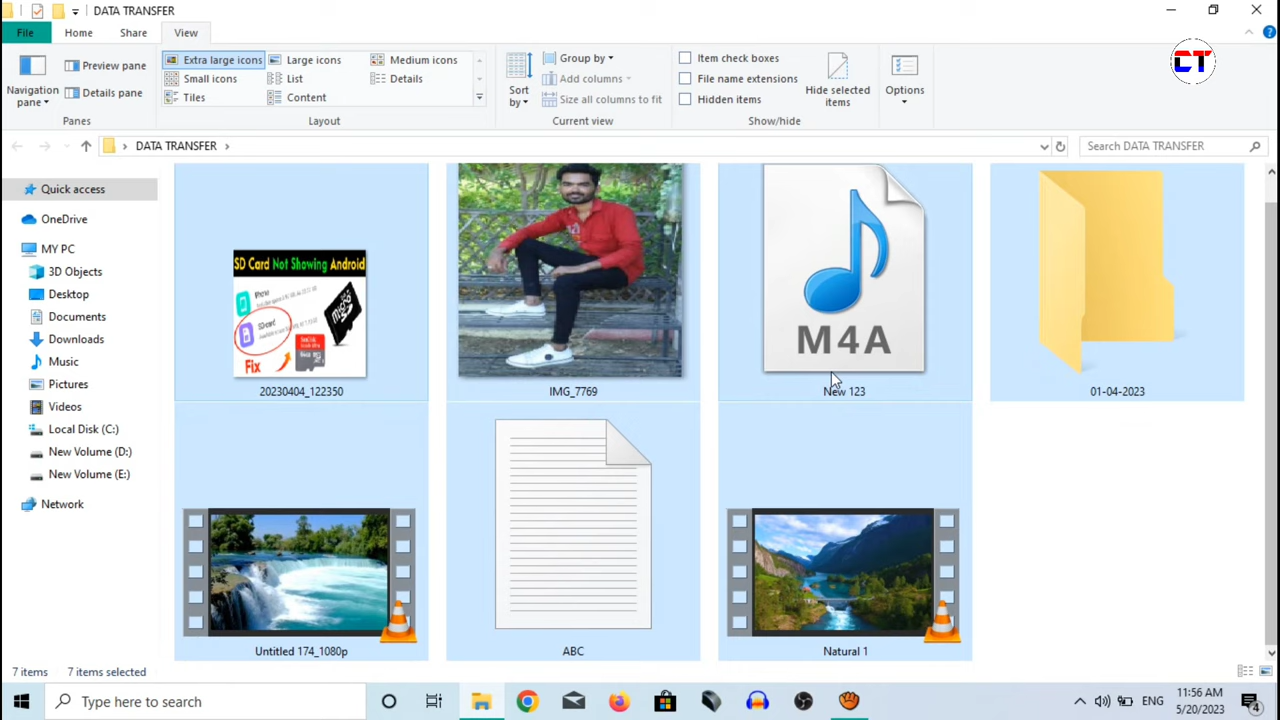 DATA TRANSFER
File
Home
Share
View
Navigation pane
Preview pane
Details pane
Panes
Extra large icons
Large icons
Medium icons
Small icons
List
Details
Tiles
Content
Layout
Sort by
Group by
Add columns
Size all columns to fit
Current view
Item check boxes
File name extensions
Hidden items
Hide selected items
Show/hide
Options
CT
DATA TRANSFER
Search DATA TRANSFER
Quick access
OneDrive
MY PC
3D Objects
Desktop
Documents
Downloads
Music
Pictures
Videos
Local Disk (C:)
New Volume (D:)
New Volume (E:)
Network
SD Card Not Showing Android
Fix
20230404_122350
IMG_7769
M4A
New 123
01-04-2023
Untitled 174_1080p
ABC
Natural 1
7 items
7 items selected
Type here to search
ENG
11:56 AM
5/20/2023
4